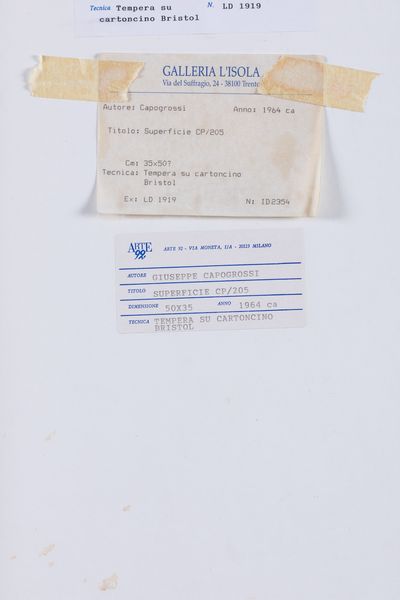 Tecnica Tempera su N. LD 1919
cartoncino Bristol
GALLERIA L'ISOLA
Via del Suffragio, 24 - 38100 Trento
Autore: Capogrossi Anno: 1964 ca
Titolo: Superficie CP/205
Cm: 35x50?
Tecnica: Tempera su cartoncino
Bristol
Ex: LD 1919 N: ID2354
ARTE 92 ARTE 92 - VIA MONETA, 1/A - 20123 MILANO
AUTORE GIUSEPPE CAPOGROSSI
TITOLO SUPERFICIE CP/205
DIMENSIONE 50X35 ANNO 1964 ca
TECNICA TEMPERA SU CARTONCINO
BRISTOL